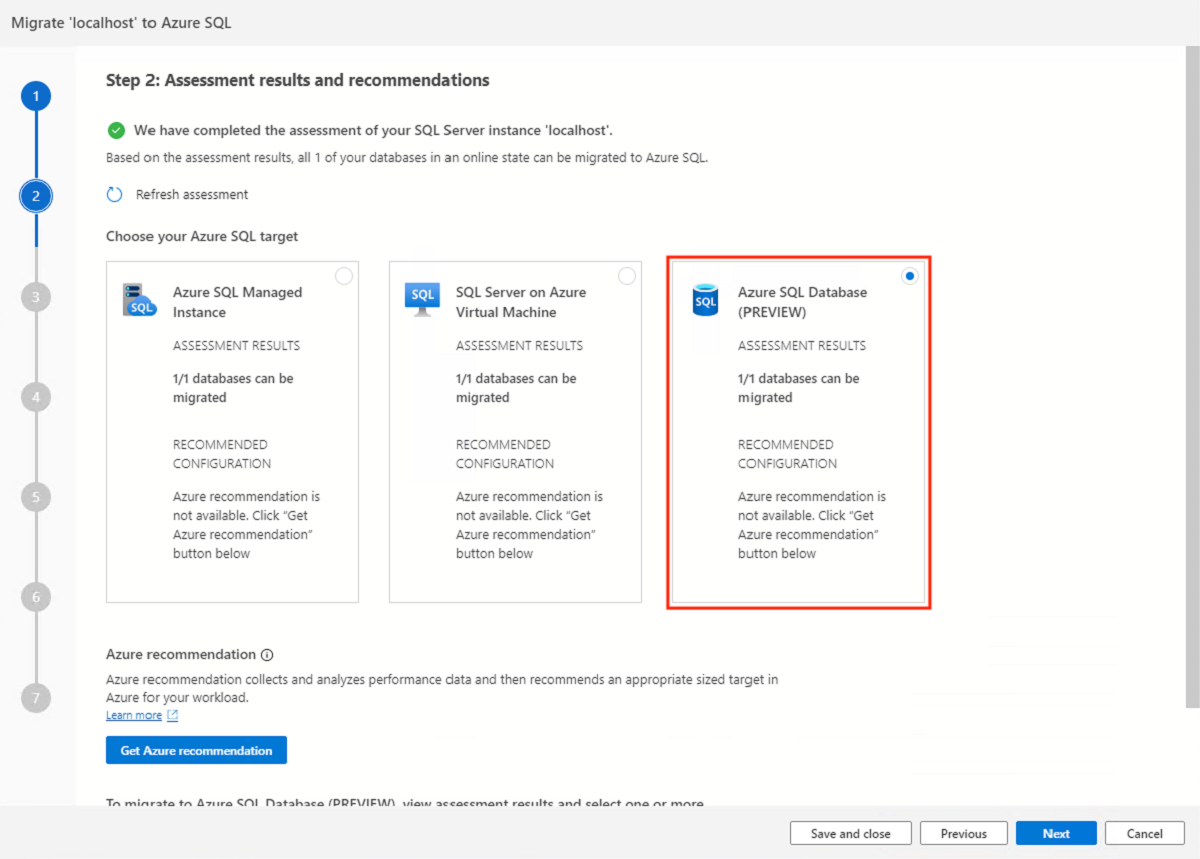 Migrate 'localhost' to Azure SQL
1
2
3
4
5
6
7
Step 2: Assessment results and recommendations
We have completed the assessment of your SQL Server instance 'localhost'.
Based on the assessment results, all 1 of your databases in an online state can be migrated to Azure SQL.
Refresh assessment
Choose your Azure SQL target
SQL
Azure SQL Managed
Instance
ASSESSMENT RESULTS
1/1 databases can be
migrated
RECOMMENDED
CONFIGURATION
Azure recommendation is
not available. Click “Get
Azure recommendation”
button below
SQL
SQL Server on Azure
Virtual Machine
ASSESSMENT RESULTS
1/1 databases can be
migrated
RECOMMENDED
CONFIGURATION
Azure recommendation is
not available. Click “Get
Azure recommendation”
button below
SQL
Azure SQL Database
(PREVIEW)
ASSESSMENT RESULTS
1/1 databases can be
migrated
RECOMMENDED
CONFIGURATION
Azure recommendation is
not available. Click “Get
Azure recommendation”
button below
Azure recommendation
Azure recommendation collects and analyzes performance data and then recommends an appropriate sized target in
Azure for your workload.
Learn more
Get Azure recommendation
To migrate to Azure SQL Database (PREVIEW), view assessment results and select one or more
Save and close
Previous
Next
Cancel